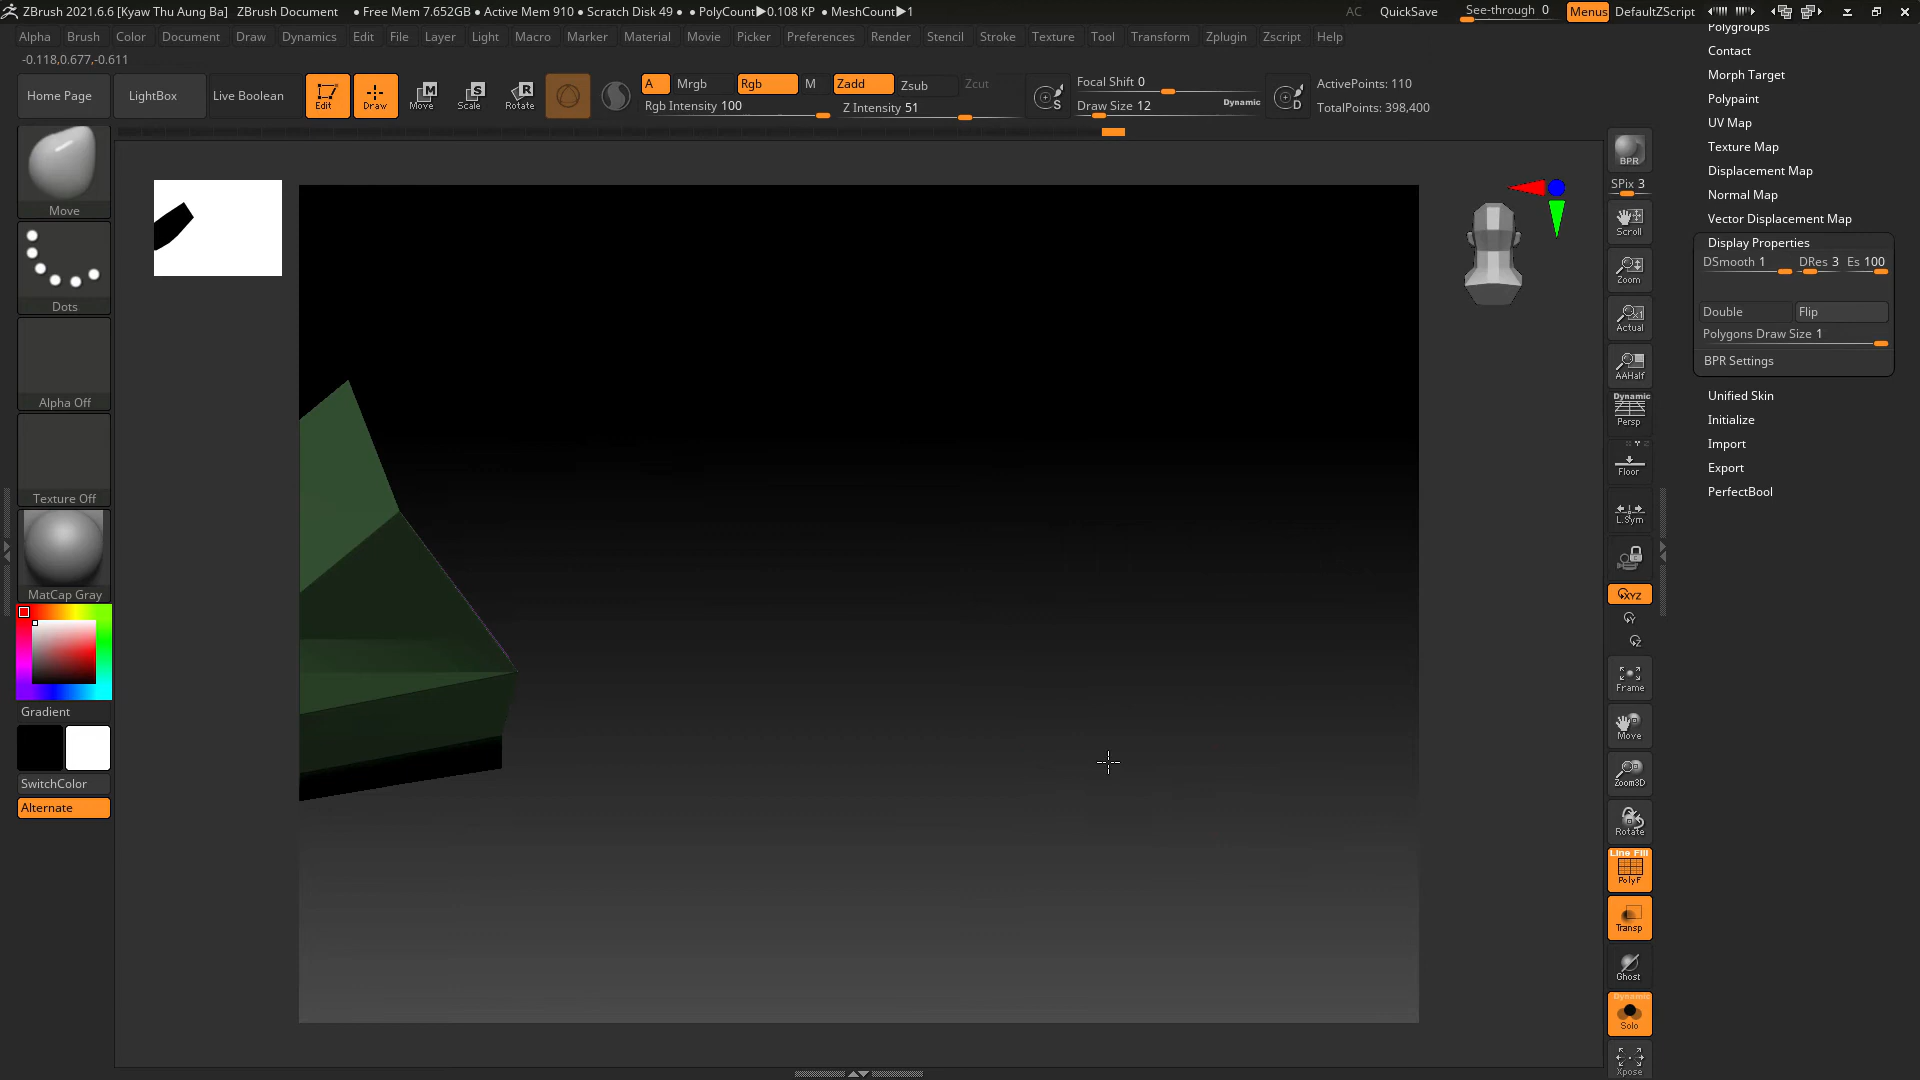 ZBrush 2021.6.6 [Kyaw Thu Aung Ba] ZBrush Document • Free Mem 7.652GB • Active Mem 910 • Scratch Disk 49 • • PolyCount▶0.108 KP • MeshCount▶1 AC QuickSave See-through 0 Menus DefaultZScript
Alpha Brush Color Document Draw Dynamics Edit File Layer Light Macro Marker Material Movie Picker Preferences Render Stencil Stroke Texture Tool Transform Zplugin Zscript Help
-0.118,0.677,-0.611
Home Page LightBox Live Boolean Edit Draw Move Scale Rotate
A Mrgb Rgb M Zadd Zsub Zcut
Rgb Intensity 100 Z Intensity 51
Focal Shift 0
Draw Size 12 Dynamic
ActivePoints: 110
TotalPoints: 398,400
Move
Dots
Alpha Off
Texture Off
MatCap Gray
Gradient
SwitchColor
Alternate
BPR
SPix 3
Scroll
Zoom
Actual
AAHalf
Dynamic
Persp
Floor
L.Sym
XYZ
Y
Z
Frame
Move
Zoom3D
Rotate
Line Fill
PolyF
Transp
Ghost
Dynamic
Solo
Xpose
Polygroups
Contact
Morph Target
Polypaint
UV Map
Texture Map
Displacement Map
Normal Map
Vector Displacement Map
Display Properties
DSmooth 1 DRes 3 Es 100
Double Flip
Polygons Draw Size 1
BPR Settings
Unified Skin
Initialize
Import
Export
PerfectBool